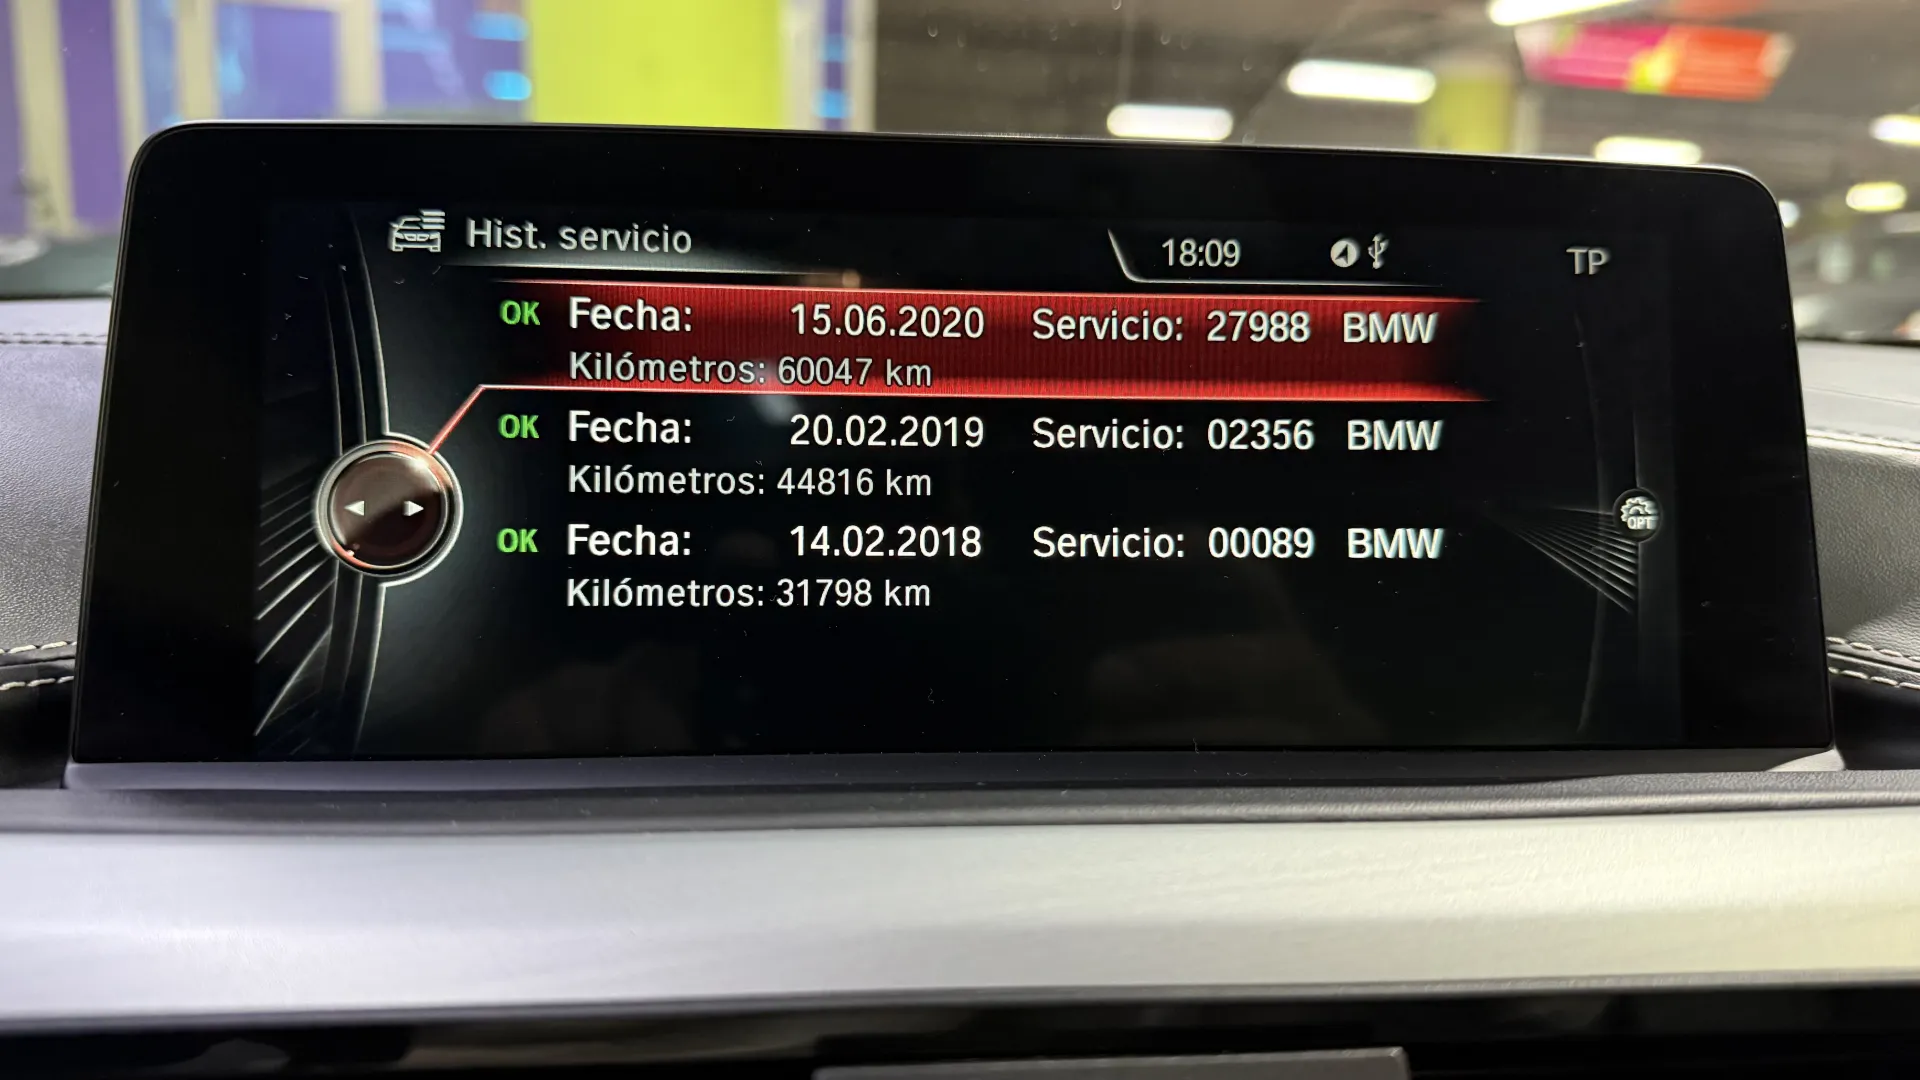 Hist. servicio 18:09 TP
OK Fecha: 15.06.2020 Servicio: 27988 BMW
Kilómetros: 60047 km
OK Fecha: 20.02.2019 Servicio: 02356 BMW
Kilómetros: 44816 km
OPT
OK Fecha: 14.02.2018 Servicio: 00089 BMW
Kilómetros: 31798 km